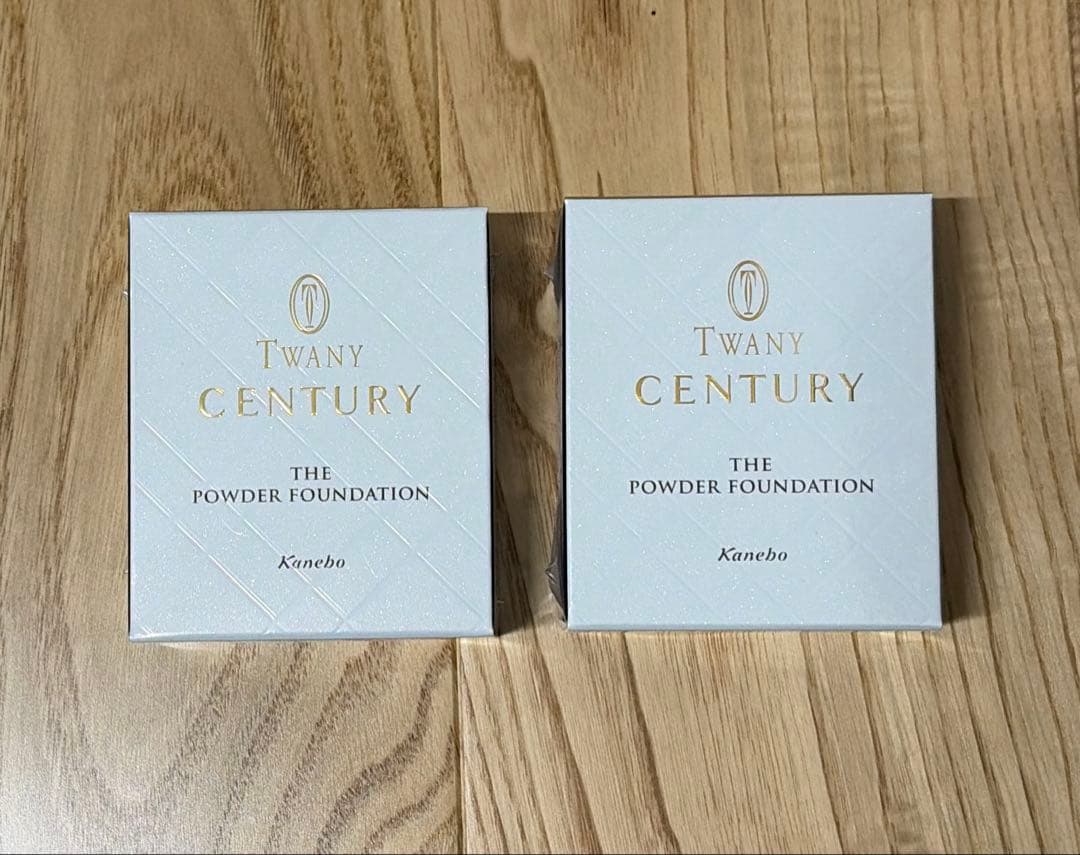 T
TWANY
CENTURY
THE
POWDER FOUNDATION
Kanebo
T
TWANY
CENTURY
THE
POWDER FOUNDATION
Kanebo